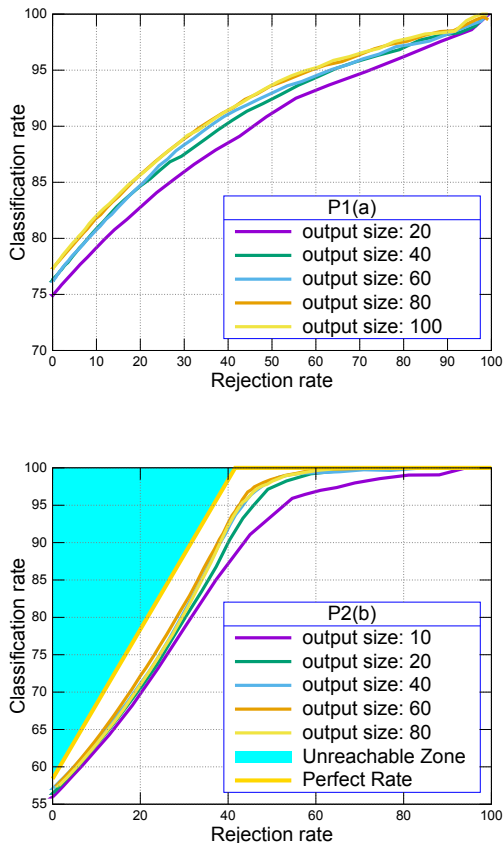 100
95
90
85
80
75
70
0 10 20 30 40 50 60 70 80 90 100
Classification rate
Rejection rate
P1(a)
output size: 20
output size: 40
output size: 60
output size: 80
output size: 100
100
95
90
85
80
75
70
65
60
55
0 20 40 60 80 100
Classification rate
Rejection rate
P2(b)
output size: 10
output size: 20
output size: 40
output size: 60
output size: 80
Unreachable Zone
Perfect Rate